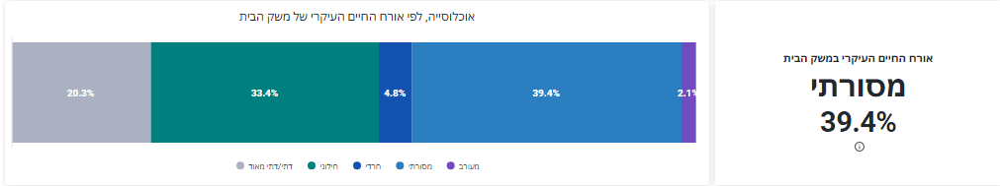 אוכלוסייה, לפי אורח החיים העיקרי של משק הבית
20.3% 33.4% 4.8% 39.4% 2.1%
דתי/דתי מאוד חילוני חרדי מסורתי מעורב
אורח החיים העיקרי במשק הבית
מסורתי
39.4%